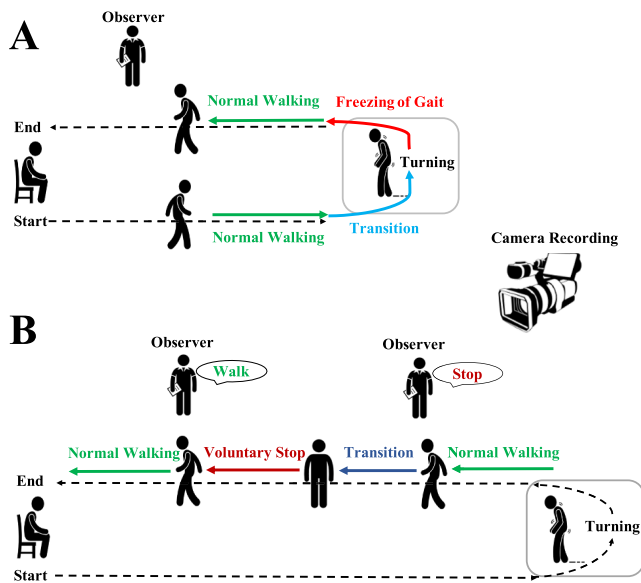 A
Observer
Normal Walking
Freezing of Gait
End
Turning
Start
Normal Walking
Transition
Camera Recording
B
Observer
Observer
Walk
Stop
Normal Walking
Voluntary Stop
Transition
Normal Walking
End
Turning
Start